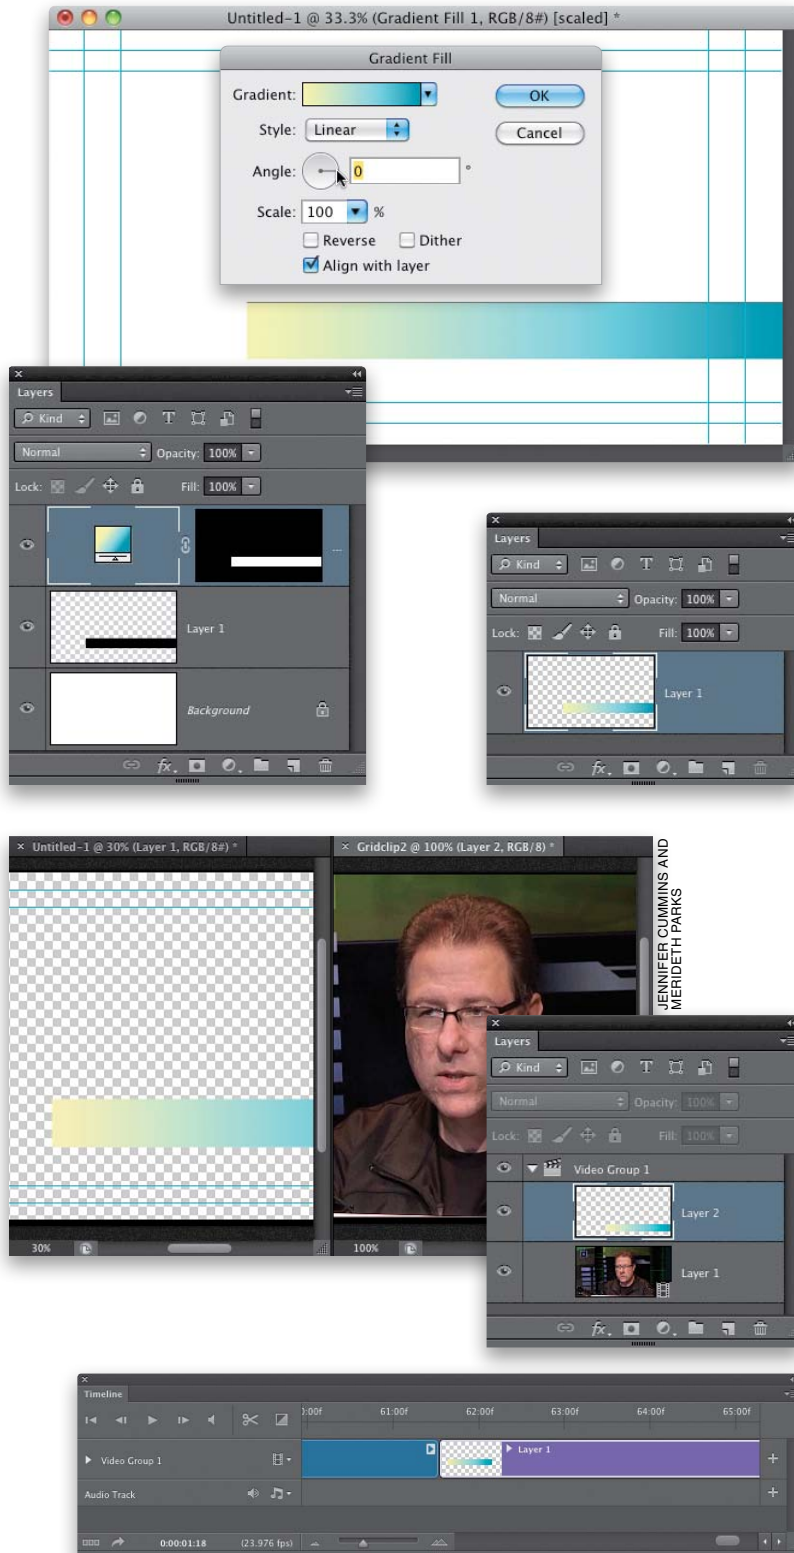 Untitled-1 @ 33.3% (Gradient Fill 1, RGB/8#) [scaled] *
Gradient Fill
Gradient:
OK
Style: Linear
Cancel
Angle: 0 °
Scale: 100 %
Reverse Dither
Align with layer
Layers
Kind
Normal Opacity: 100%
Lock: Fill: 100%
...
Layer 1
Background
fx
Layers
Kind
Normal Opacity: 100%
Lock: Fill: 100%
Layer 1
fx
Untitled-1 @ 30% (Layer 1, RGB/8#) *
Gridclip2 @ 100% (Layer 2, RGB/8) *
30%
100%
JENNIFER CUMMINS AND
MERIDETH PARKS
Layers
Kind
Normal Opacity: 100%
Lock: Fill: 100%
Video Group 1
Layer 2
Layer 1
fx
Timeline
0:00f 61:00f 62:00f 63:00f 64:00f 65:00f
Video Group 1
Layer 1
Audio Track
0:00:01:18 (23.976 fps)